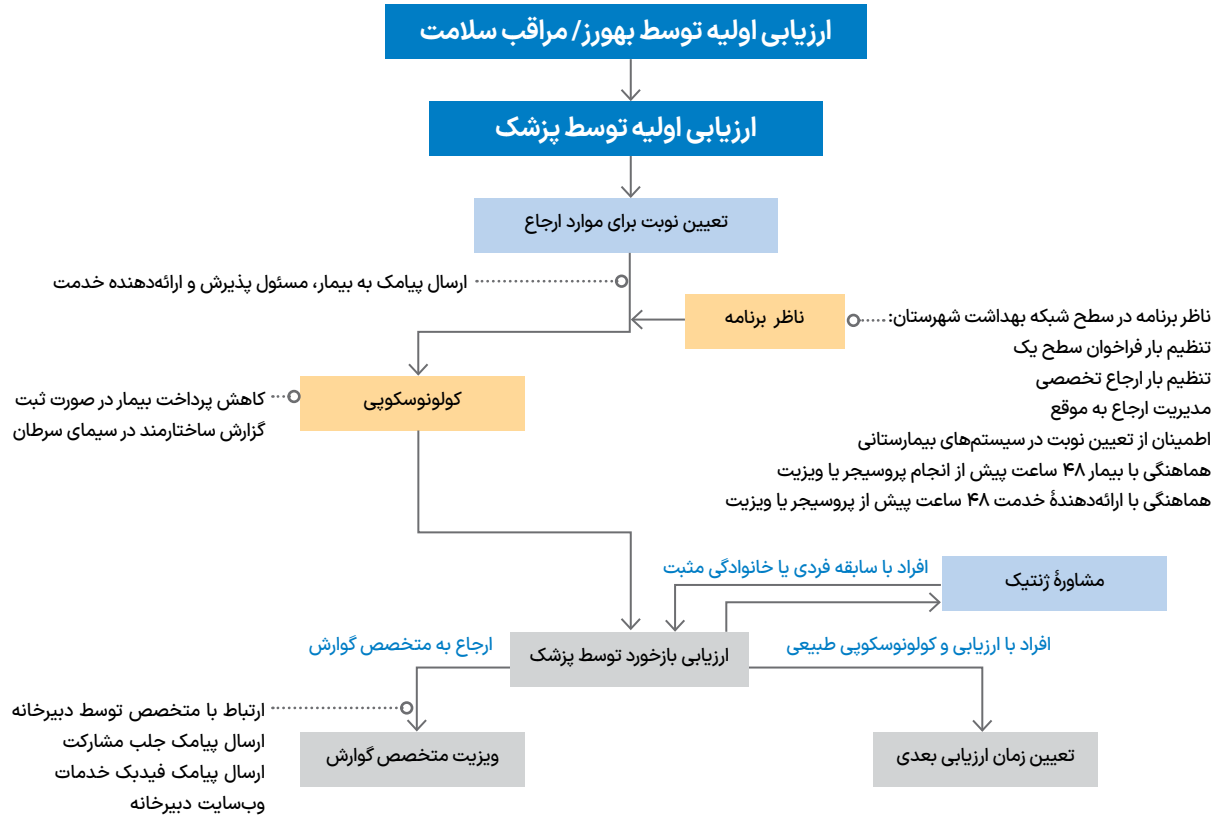 ارزیابی اولیه توسط بهورز/ مراقب سلامت
ارزیابی اولیه توسط پزشک
تعیین نوبت برای موارد ارجاع
ارسال پیامک به بیمار، مسئول پذیرش و ارائه‌دهنده خدمت
ناظر برنامه
ناظر برنامه در سطح شبکه بهداشت شهرستان:
تنظیم بار فراخوان سطح یک
تنظیم بار ارجاع تخصصی
مدیریت ارجاع به موقع
اطمینان از تعیین نوبت در سیستم‌های بیمارستانی
هماهنگی با بیمار ۴۸ ساعت پیش از انجام پروسیجر یا ویزیت
هماهنگی با ارائه‌دهندهٔ خدمت ۴۸ ساعت پیش از پروسیجر یا ویزیت
کولونوسکوپی
کاهش پرداخت بیمار در صورت ثبت
گزارش ساختارمند در سیمای سرطان
مشاورهٔ ژنتیک
افراد با سابقه فردی یا خانوادگی مثبت
ارزیابی بازخورد توسط پزشک
افراد با ارزیابی و کولونوسکوپی طبیعی
ارجاع به متخصص گوارش
تعیین زمان ارزیابی بعدی
ویزیت متخصص گوارش
ارتباط با متخصص توسط دبیرخانه
ارسال پیامک جلب مشارکت
ارسال پیامک فیدبک خدمات
وب‌سایت دبیرخانه